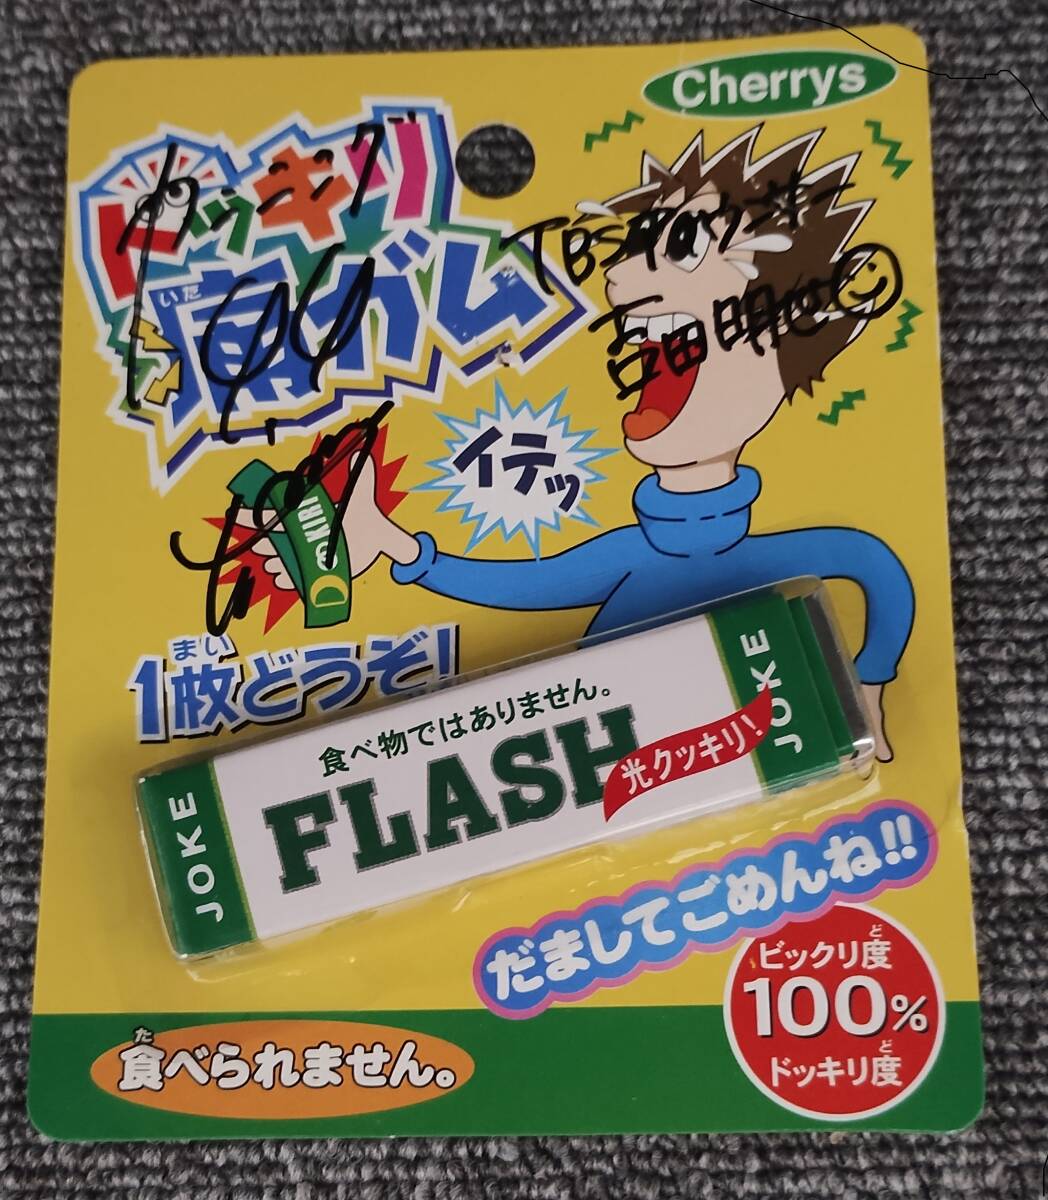 Cherrys
ドッキリ
いた
痛ガム
TBSアナウンサー
吉田明世
イテッ
DOKIRI
まい
1枚どうぞ!
食べ物ではありません。
FLASH
光クッキリ!
JOKE
JOKE
だましてごめんね!!
ど
ビックリ度
100%
ど
ドッキリ度
た
食べられません。